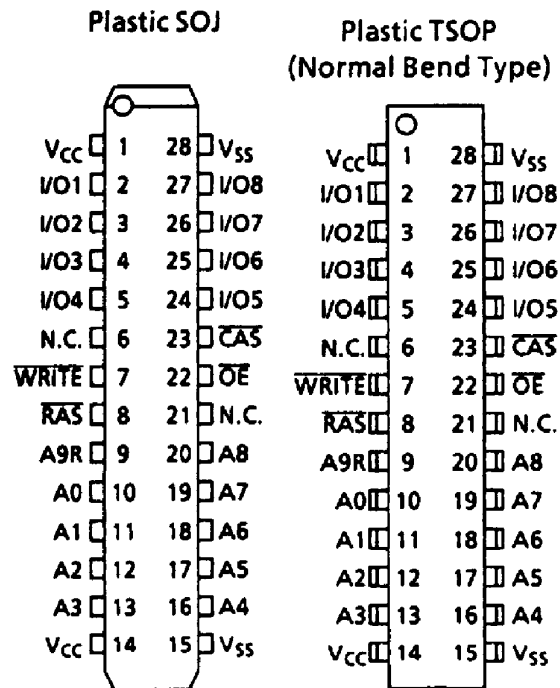 Plastic SOJ
VCC 1 28 VSS
I/O1 2 27 I/O8
I/O2 3 26 I/O7
I/O3 4 25 I/O6
I/O4 5 24 I/O5
N.C. 6 23 CAS
WRITE 7 22 OE
RAS 8 21 N.C.
A9R 9 20 A8
A0 10 19 A7
A1 11 18 A6
A2 12 17 A5
A3 13 16 A4
VCC 14 15 VSS
Plastic TSOP
(Normal Bend Type)
VCC 1 28 VSS
I/O1 2 27 I/O8
I/O2 3 26 I/O7
I/O3 4 25 I/O6
I/O4 5 24 I/O5
N.C. 6 23 CAS
WRITE 7 22 OE
RAS 8 21 N.C.
A9R 9 20 A8
A0 10 19 A7
A1 11 18 A6
A2 12 17 A5
A3 13 16 A4
VCC 14 15 VSS